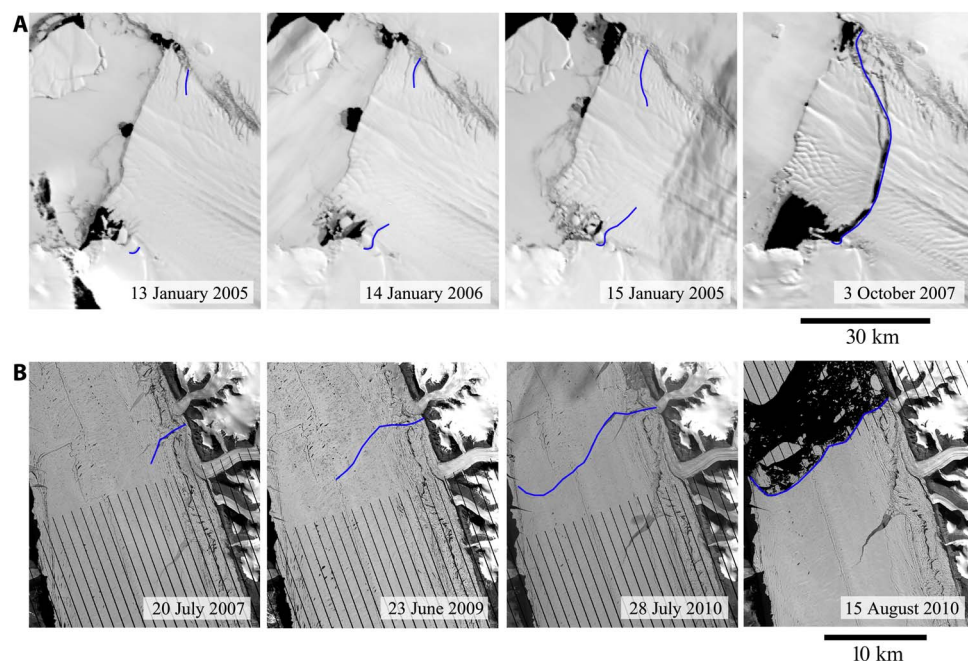 A
13 January 2005
14 January 2006
15 January 2005
3 October 2007
30 km
B
20 July 2007
23 June 2009
28 July 2010
15 August 2010
10 km